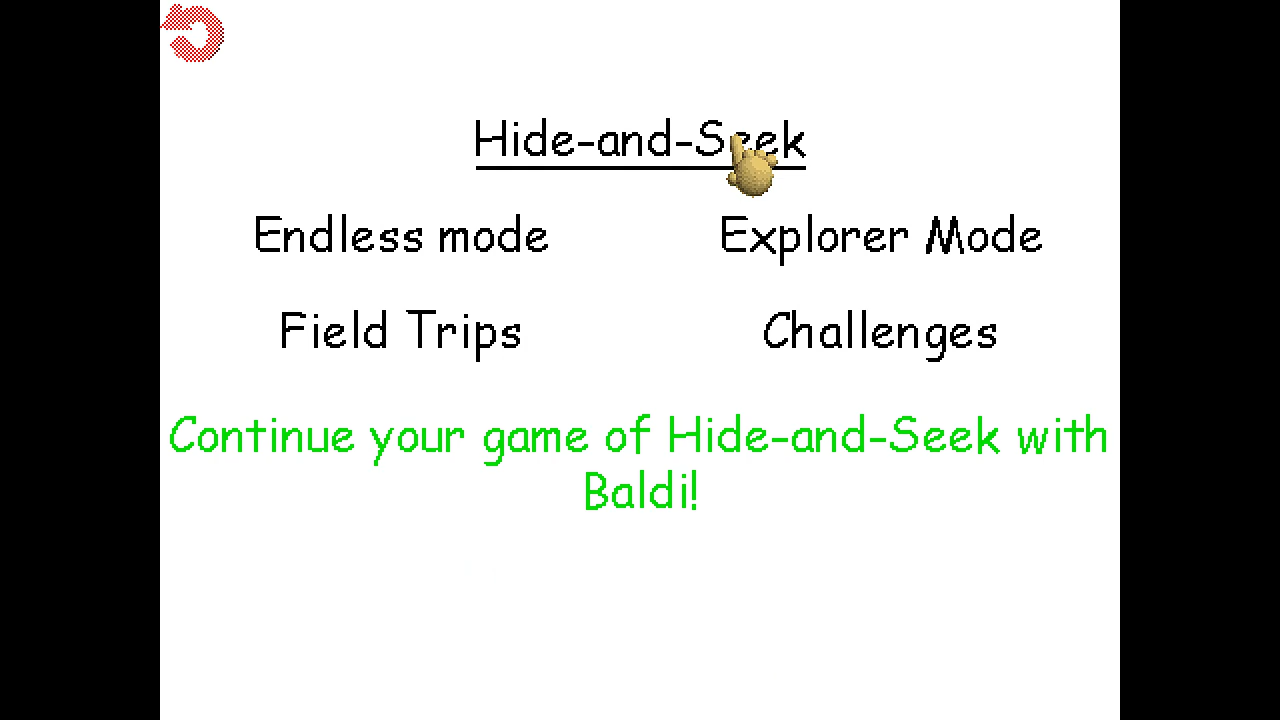 Hide-and-Seek
Endless mode
Explorer Mode
Field Trips
Challenges
Continue your game of Hide-and-Seek with
Baldi!